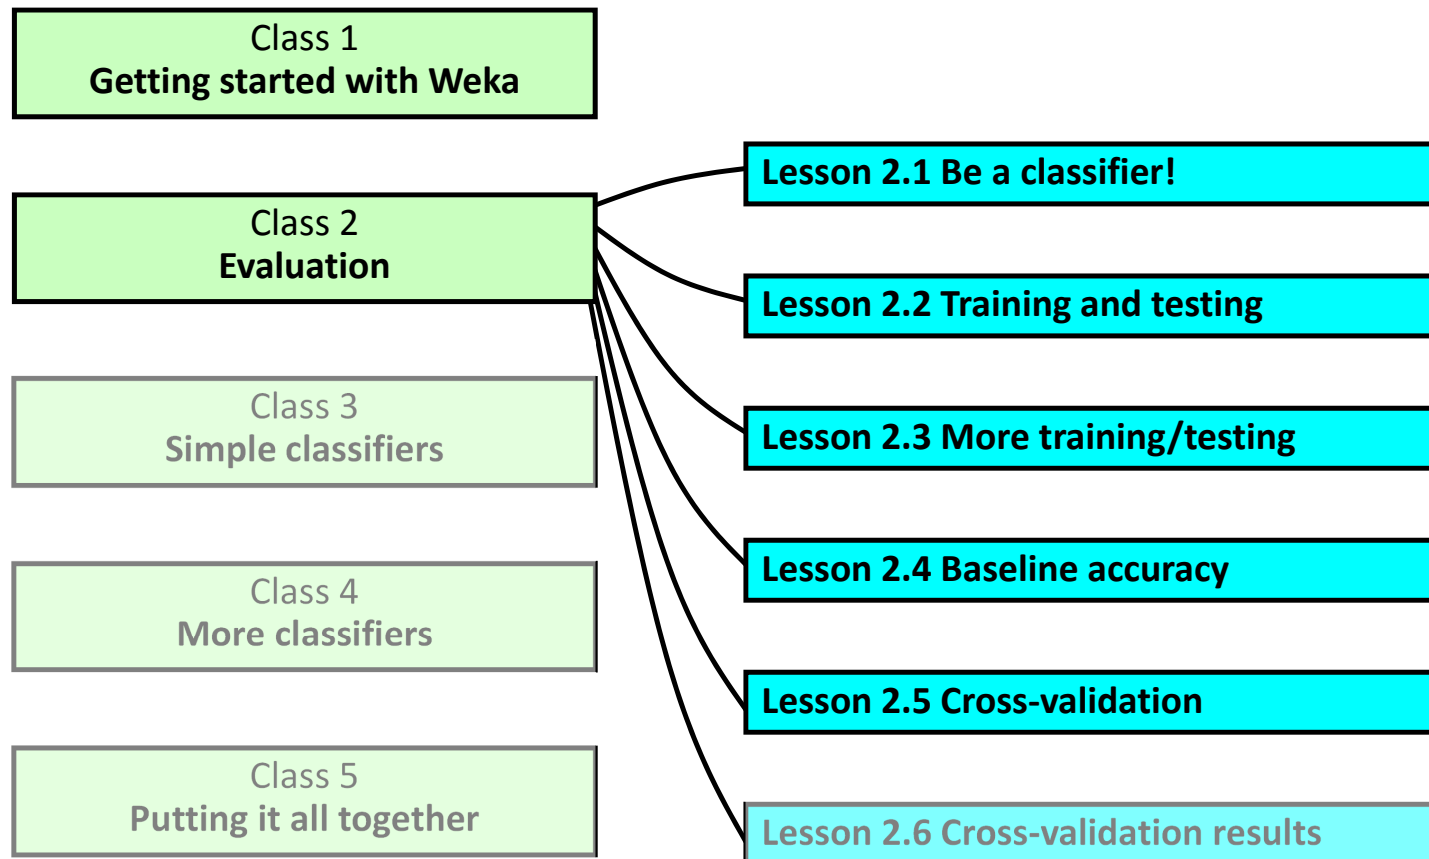 Class 1
Getting started with Weka
Class 2
Evaluation
Class 3
Simple classifiers
Class 4
More classifiers
Class 5
Putting it all together
Lesson 2.1 Be a classifier!
Lesson 2.2 Training and testing
Lesson 2.3 More training/testing
Lesson 2.4 Baseline accuracy
Lesson 2.5 Cross-validation
Lesson 2.6 Cross-validation results